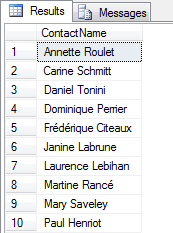 Results Messages
ContactName
1 Annette Roulet
2 Carine Schmitt
3 Daniel Tonini
4 Dominique Perrier
5 Frédérique Citeaux
6 Janine Labrune
7 Laurence Lebihan
8 Martine Rancé
9 Mary Saveley
10 Paul Henriot